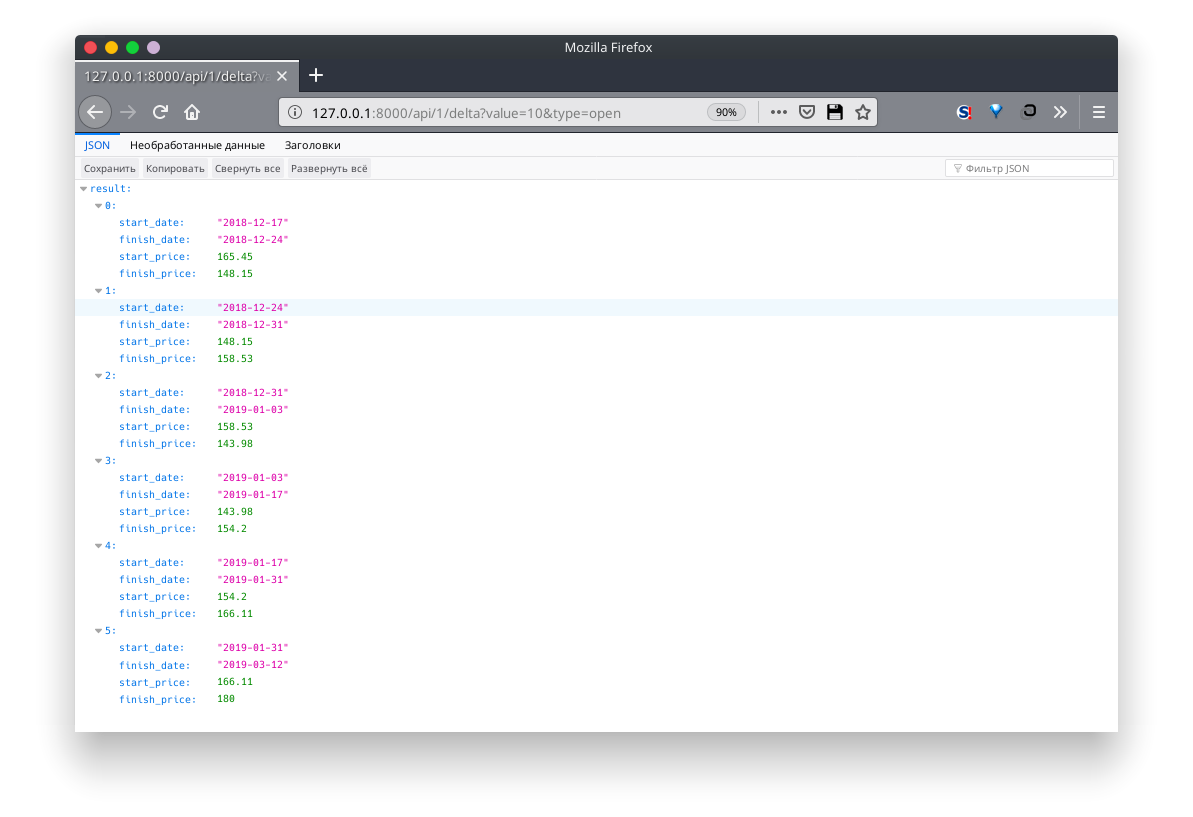 Mozilla Firefox
127.0.0.1:8000/api/1/delta?va
127.0.0.1:8000/api/1/delta?value=10&type=open 90%
JSON Необработанные данные Заголовки
Сохранить Копировать Свернуть все Развернуть всё Фильтр JSON
result:
0:
start_date: "2018-12-17"
finish_date: "2018-12-24"
start_price: 165.45
finish_price: 148.15
1:
start_date: "2018-12-24"
finish_date: "2018-12-31"
start_price: 148.15
finish_price: 158.53
2:
start_date: "2018-12-31"
finish_date: "2019-01-03"
start_price: 158.53
finish_price: 143.98
3:
start_date: "2019-01-03"
finish_date: "2019-01-17"
start_price: 143.98
finish_price: 154.2
4:
start_date: "2019-01-17"
finish_date: "2019-01-31"
start_price: 154.2
finish_price: 166.11
5:
start_date: "2019-01-31"
finish_date: "2019-03-12"
start_price: 166.11
finish_price: 180